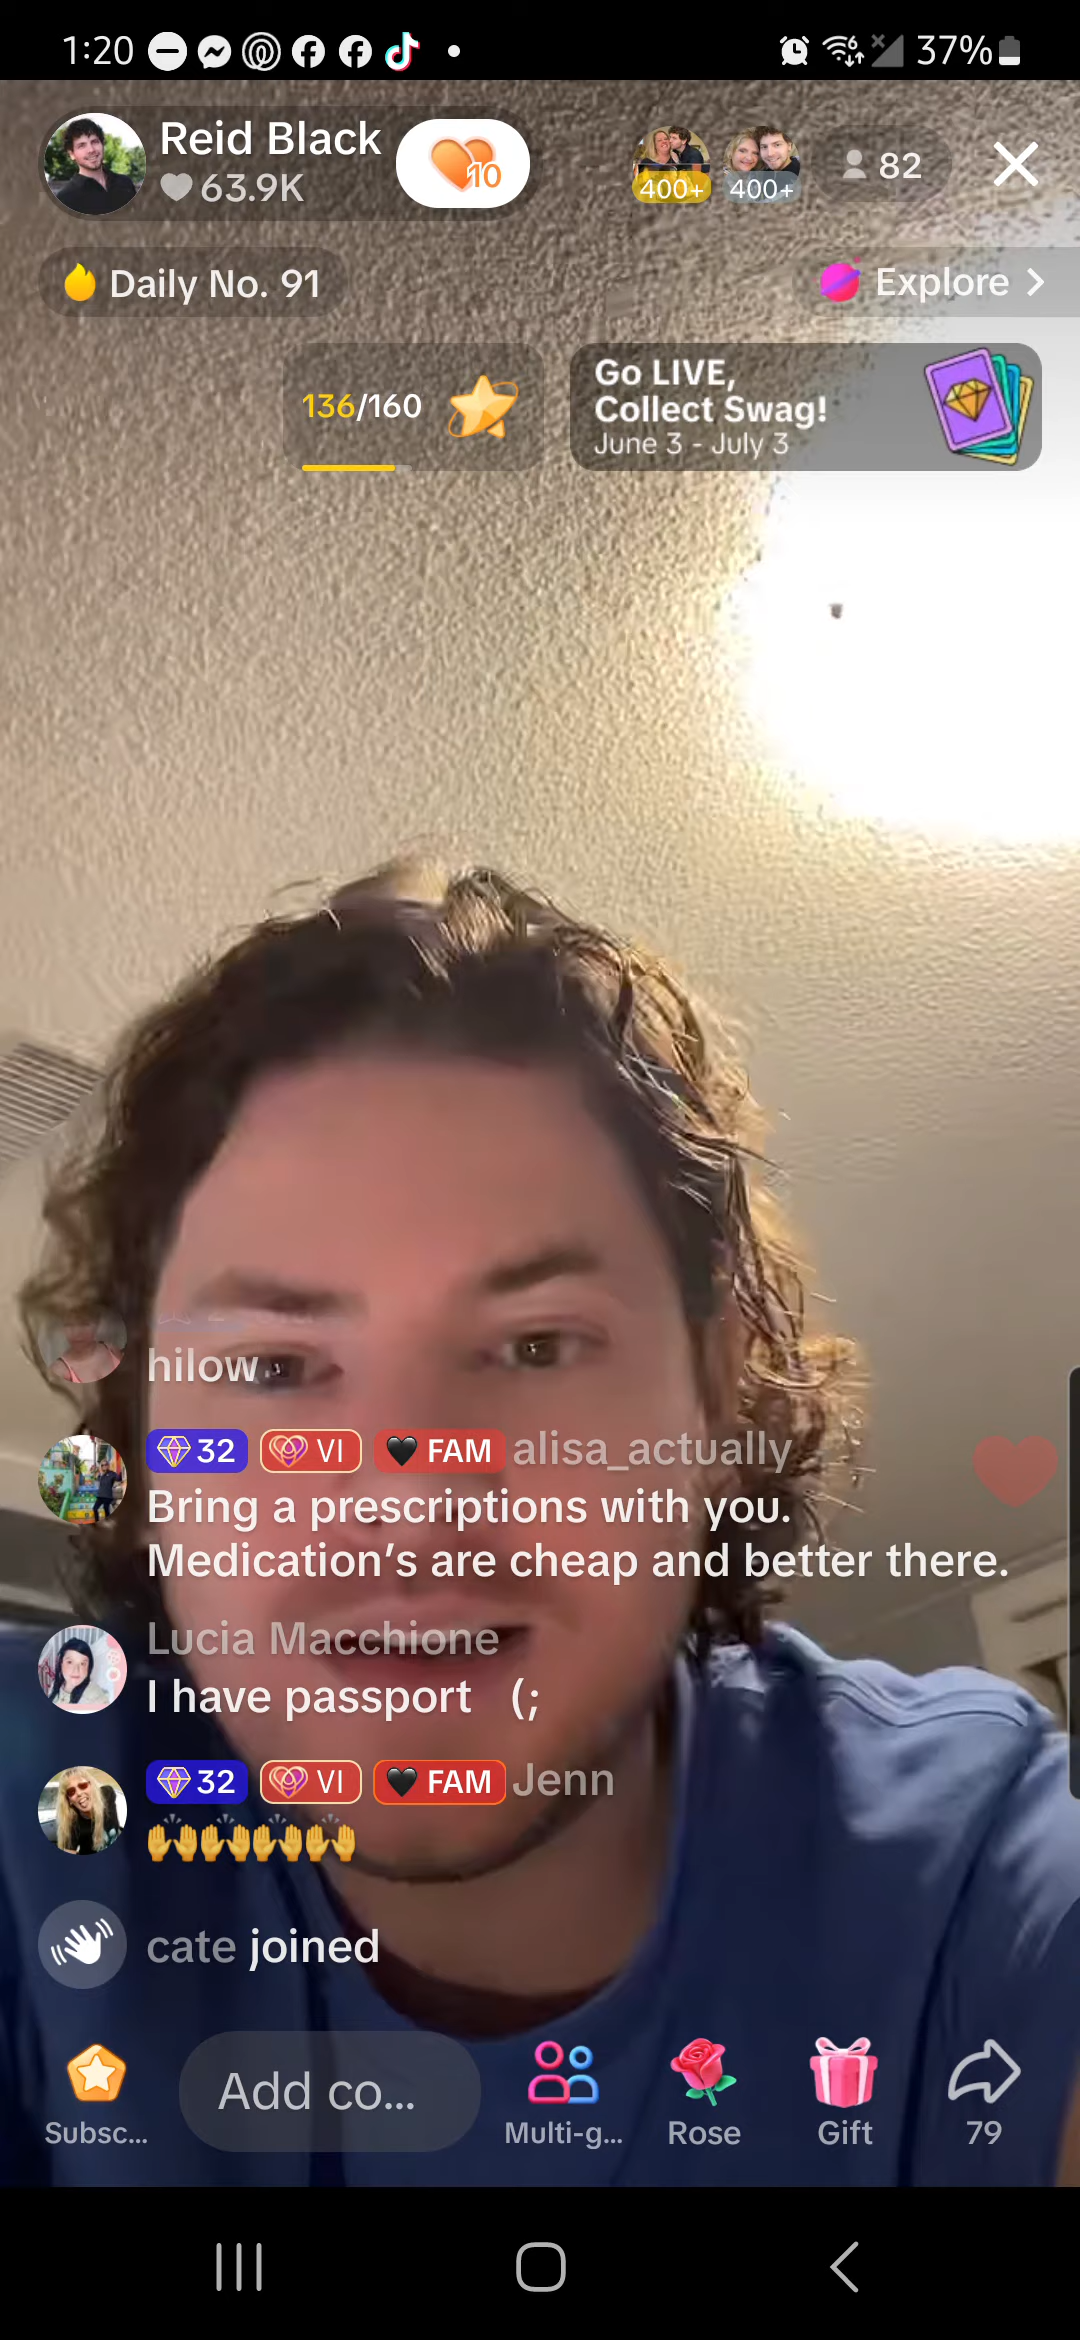 1:20
37%
Reid Black
63.9K
10
400+
400+
82
Daily No. 91
Explore
136/160
Go LIVE,
Collect Swag!
June 3 - July 3
hilow
32 VI FAM alisa_actually
Bring a prescriptions with you.
Medication’s are cheap and better there.
Lucia Macchione
I have passport (;
32 VI FAM Jenn
🙌🙌🙌🙌
cate joined
Add co...
Subsc...
Multi-g...
Rose
Gift
79